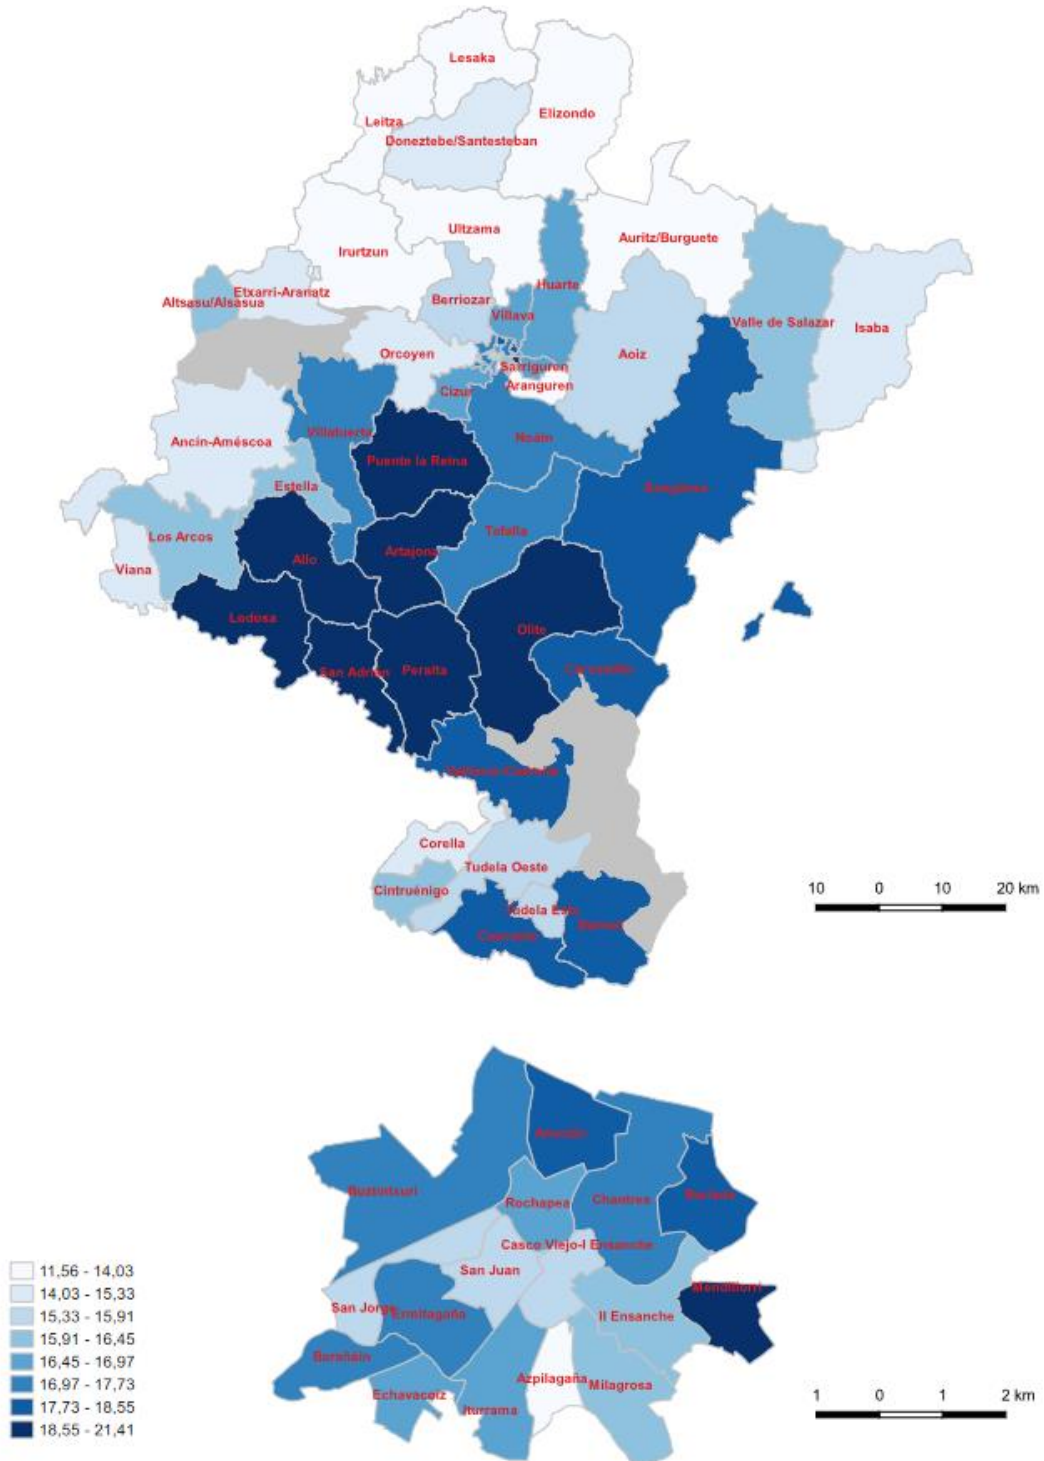 Lesaka
Elizondo
Leitza
Doneztebe/Santesteban
Ultzama
Auritz/Burguete
Irurtzun
Huarte
Etxarri-Aranatz
Altsasu/Alsasua
Berriozar
Villava
Valle de Salazar
Isaba
Orcoyen
Aoiz
Sarriguren
Aranguren
Cizur
Villatuerta
Noáin
Ancín-Améscoa
Puente la Reina
Estella
Sangüesa
Tafalla
Los Arcos
Artajona
Allo
Viana
Lodosa
Olite
San Adrián
Peralta
Carcastillo
Corella
Tudela Oeste
Cintruénigo
Tudela Este
Buñuel
Cascante
10 0 10 20 km
Ansoáin
Buztintxuri
Rochapea
Chantrea
Burlada
Casco Viejo-I Ensanche
San Juan
Mendillorri
San Jorge
Ermitagaña
II Ensanche
Barañáin
Echavacoiz
Azpilagaña
Milagrosa
Iturrama
11,56 - 14,03
14,03 - 15,33
15,33 - 15,91
15,91 - 16,45
16,45 - 16,97
16,97 - 17,73
17,73 - 18,55
18,55 - 21,41
1 0 1 2 km